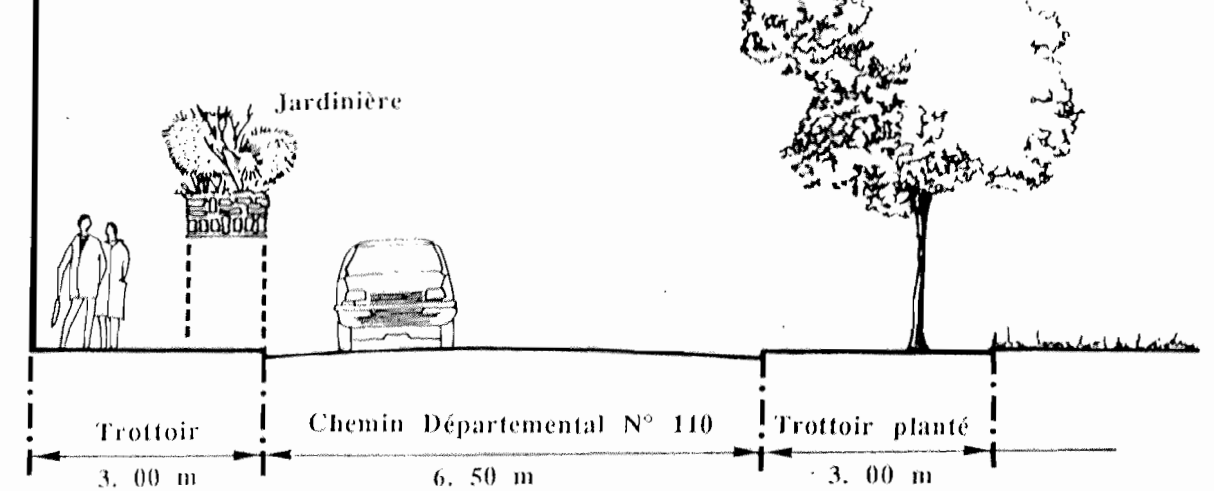 Jardinière
Trottoir
Chemin Départemental N° 110
Trottoir planté
3. 00 m
6. 50 m
3. 00 m